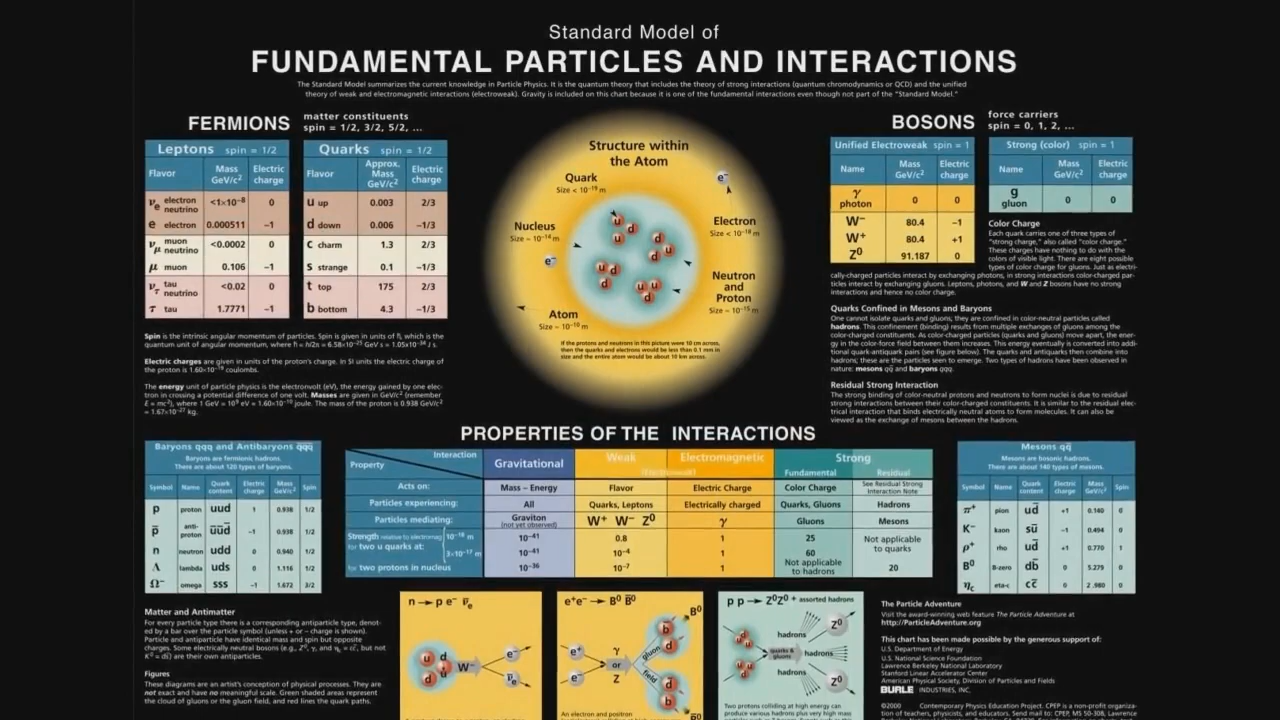 Standard Model of
FUNDAMENTAL PARTICLES AND INTERACTIONS
The Standard Model summarizes the current knowledge in Particle Physics. It is the quantum theory that includes the theory of strong interactions (quantum chromodynamics or QCD) and the unified
theory of weak and electromagnetic interactions (electroweak). Gravity is included on this chart because it is one of the fundamental interactions even though not part of the "Standard Model."
FERMIONS
matter constituents
spin = 1/2, 3/2, 5/2, ...
Leptons spin = 1/2
Flavor Mass GeV/c² Electric charge
νe electron neutrino <1×10⁻⁸ 0
e electron 0.000511 −1
νμ muon neutrino <0.0002 0
μ muon 0.106 −1
ντ tau neutrino <0.02 0
τ tau 1.7771 −1
Quarks spin = 1/2
Flavor Approx. Mass GeV/c² Electric charge
u up 0.003 2/3
d down 0.006 −1/3
c charm 1.3 2/3
s strange 0.1 −1/3
t top 175 2/3
b bottom 4.3 −1/3
Spin is the intrinsic angular momentum of particles. Spin is given in units of ħ, which is the
quantum unit of angular momentum, where ħ = h/2π = 6.58×10⁻²⁵ GeV s = 1.05×10⁻³⁴ J s.
Electric charges are given in units of the proton's charge. In SI units the electric charge of
the proton is 1.60×10⁻¹⁹ coulombs.
The energy unit of particle physics is the electronvolt (eV), the energy gained by one elec-
tron in crossing a potential difference of one volt. Masses are given in GeV/c² (remember
E = mc²), where 1 GeV = 10⁹ eV = 1.60×10⁻¹⁰ joule. The mass of the proton is 0.938 GeV/c²
= 1.67×10⁻²⁷ kg.
Structure within
the Atom
Quark
Size < 10⁻¹⁹ m
Nucleus
Size ≈ 10⁻¹⁴ m
e⁻
Electron
Size < 10⁻¹⁸ m
e⁻
Neutron
and
Proton
Size ≈ 10⁻¹⁵ m
Atom
Size ≈ 10⁻¹⁰ m
u d u d u d u d u u d
If the protons and neutrons in this picture were 10 cm across,
then the quarks and electrons would be less than 0.1 mm in
size and the entire atom would be about 10 km across.
BOSONS
force carriers
spin = 0, 1, 2, ...
Unified Electroweak spin = 1
Name Mass GeV/c² Electric charge
γ photon 0 0
W⁻ 80.4 −1
W⁺ 80.4 +1
Z⁰ 91.187 0
Strong (color) spin = 1
Name Mass GeV/c² Electric charge
g gluon 0 0
Color Charge
Each quark carries one of three types of
"strong charge," also called "color charge."
These charges have nothing to do with the
colors of visible light. There are eight possible
types of color charge for gluons. Just as electri-
cally-charged particles interact by exchanging photons, in strong interactions color-charged par-
ticles interact by exchanging gluons. Leptons, photons, and W and Z bosons have no strong
interactions and hence no color charge.
Quarks Confined in Mesons and Baryons
One cannot isolate quarks and gluons; they are confined in color-neutral particles called
hadrons. This confinement (binding) results from multiple exchanges of gluons among the
color-charged constituents. As color-charged particles (quarks and gluons) move apart, the ener-
gy in the color-force field between them increases. This energy eventually is converted into addi-
tional quark-antiquark pairs (see figure below). The quarks and antiquarks then combine into
hadrons; these are the particles seen to emerge. Two types of hadrons have been observed in
nature: mesons qq̄ and baryons qqq.
Residual Strong Interaction
The strong binding of color-neutral protons and neutrons to form nuclei is due to residual
strong interactions between their color-charged constituents. It is similar to the residual elec-
trical interaction that binds electrically neutral atoms to form molecules. It can also be
viewed as the exchange of mesons between the hadrons.
PROPERTIES OF THE INTERACTIONS
Baryons qqq and Antibaryons q̄q̄q̄
Baryons are fermionic hadrons.
There are about 120 types of baryons.
Symbol Name Quark content Electric charge Mass GeV/c² Spin
p proton uud 1 0.938 1/2
p̄ anti-proton ūūd̄ −1 0.938 1/2
n neutron udd 0 0.940 1/2
Λ lambda uds 0 1.116 1/2
Ω⁻ omega sss −1 1.672 3/2
Interaction
Property
Gravitational Weak Electromagnetic Strong
(Electroweak) Fundamental Residual
Acts on: Mass – Energy Flavor Electric Charge Color Charge See Residual Strong Interaction Note
Particles experiencing: All Quarks, Leptons Electrically charged Quarks, Gluons Hadrons
Particles mediating: Graviton (not yet observed) W⁺ W⁻ Z⁰ γ Gluons Mesons
Strength relative to electromag 10⁻¹⁸ m 10⁻⁴¹ 0.8 1 25 Not applicable to quarks
for two u quarks at: 3×10⁻¹⁷ m 10⁻⁴¹ 10⁻⁴ 1 60
for two protons in nucleus 10⁻³⁶ 10⁻⁷ 1 Not applicable to hadrons 20
Mesons qq̄
Mesons are bosonic hadrons.
There are about 140 types of mesons.
Symbol Name Quark content Electric charge Mass GeV/c² Spin
π⁺ pion ud̄ +1 0.140 0
K⁻ kaon sū −1 0.494 0
ρ⁺ rho ud̄ +1 0.770 1
B⁰ B-zero db̄ 0 5.279 0
ηc eta-c cc̄ 0 2.980 0
Matter and Antimatter
For every particle type there is a corresponding antiparticle type, denot-
ed by a bar over the particle symbol (unless + or – charge is shown).
Particle and antiparticle have identical mass and spin but opposite
charges. Some electrically neutral bosons (e.g., Z⁰, γ, and ηc = cc̄, but not
K⁰ = ds̄) are their own antiparticles.
Figures
These diagrams are an artist's conception of physical processes. They are
not exact and have no meaningful scale. Green shaded areas represent
the cloud of gluons or the gluon field, and red lines the quark paths.
n → p e⁻ ν̄e
u d d
W⁻
e⁻
ν̄e
e⁺e⁻ → B⁰ B̄⁰
e⁺
e⁻
γ
or
Z
gluon
field
B⁰
B̄⁰
An electron and positron
p p → Z⁰Z⁰ + assorted hadrons
hadrons
hadrons
hadrons
quarks &
gluons
Z⁰
Z⁰
Two protons colliding at high energy can
produce various hadrons plus very high mass
The Particle Adventure
Visit the award-winning web feature The Particle Adventure at
http://ParticleAdventure.org
This chart has been made possible by the generous support of:
U.S. Department of Energy
U.S. National Science Foundation
Lawrence Berkeley National Laboratory
Stanford Linear Accelerator Center
American Physical Society, Division of Particles and Fields
BURLE INDUSTRIES, INC.
©2000 Contemporary Physics Education Project. CPEP is a non-profit organiza-
tion of teachers, physicists, and educators. Send mail to: CPEP, MS 50-308, Lawrence